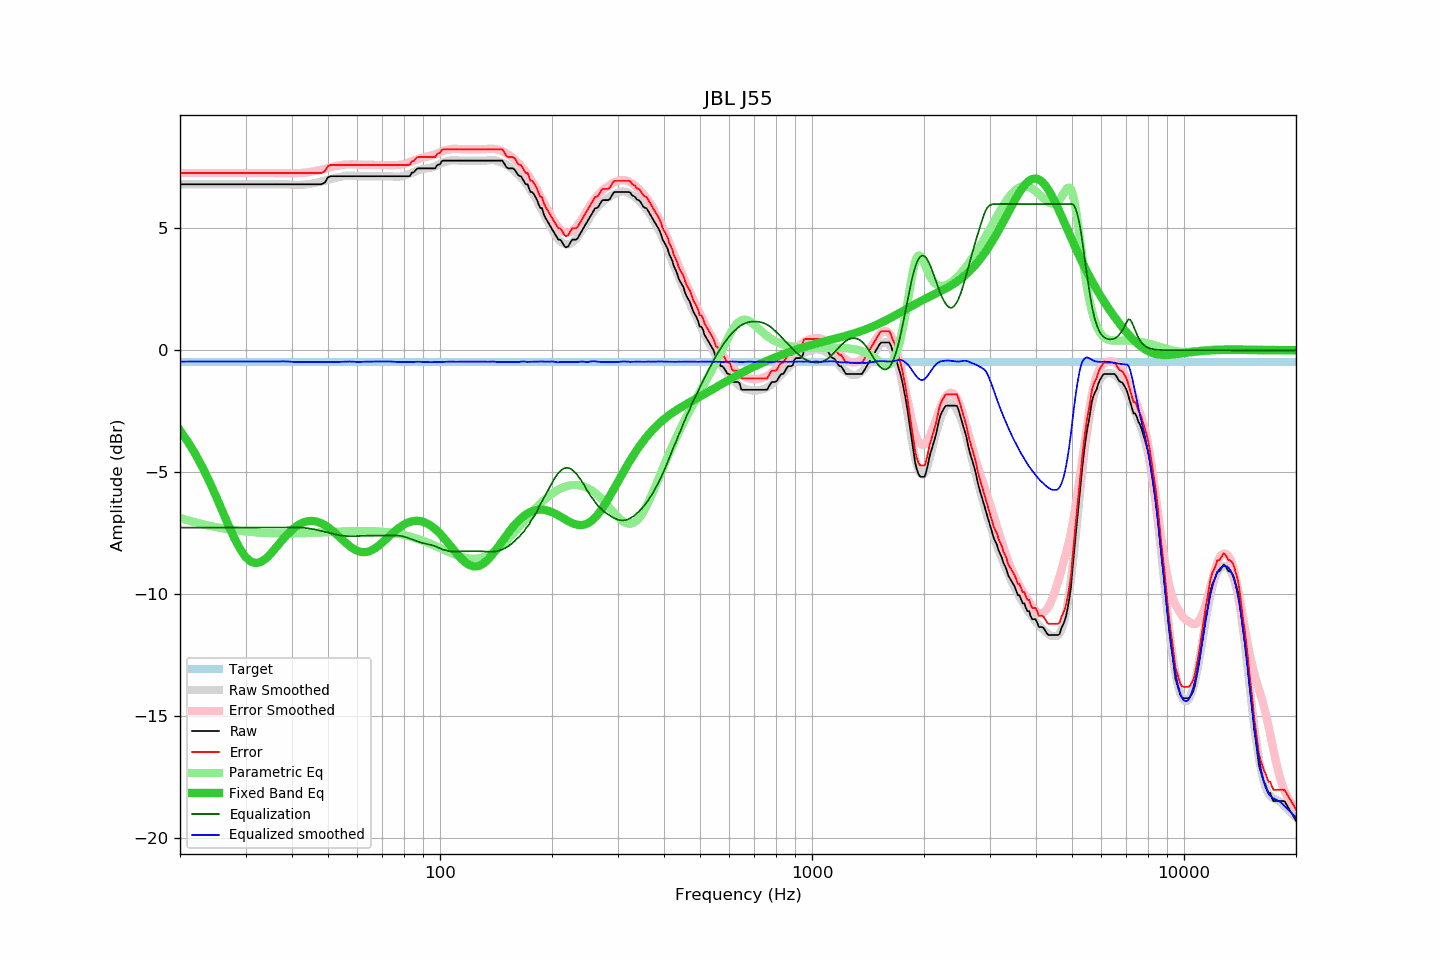 JBL J55
Amplitude (dBr)
5
0
−5
−10
−15
−20
Target
Raw Smoothed
Error Smoothed
Raw
Error
Parametric Eq
Fixed Band Eq
Equalization
Equalized smoothed
100
1000
10000
Frequency (Hz)